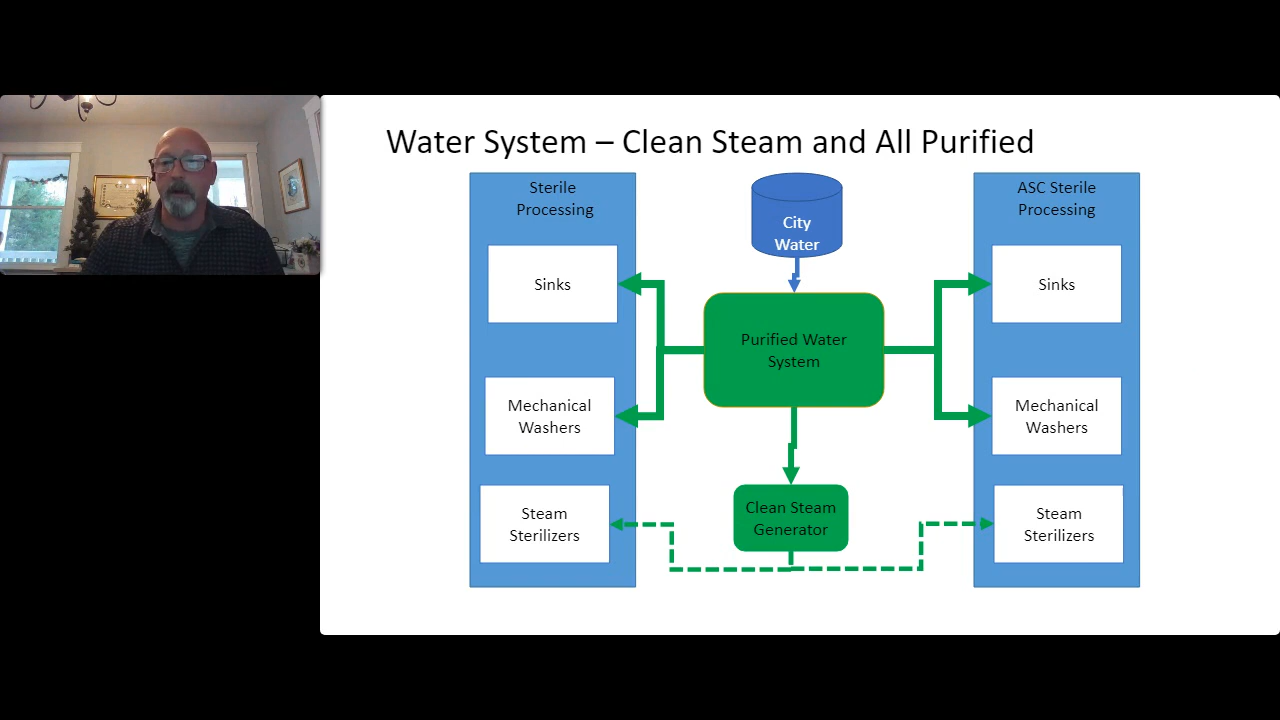 Water System – Clean Steam and All Purified
Sterile
Processing
Sinks
Mechanical
Washers
Steam
Sterilizers
City
Water
Purified Water
System
Clean Steam
Generator
ASC Sterile
Processing
Sinks
Mechanical
Washers
Steam
Sterilizers